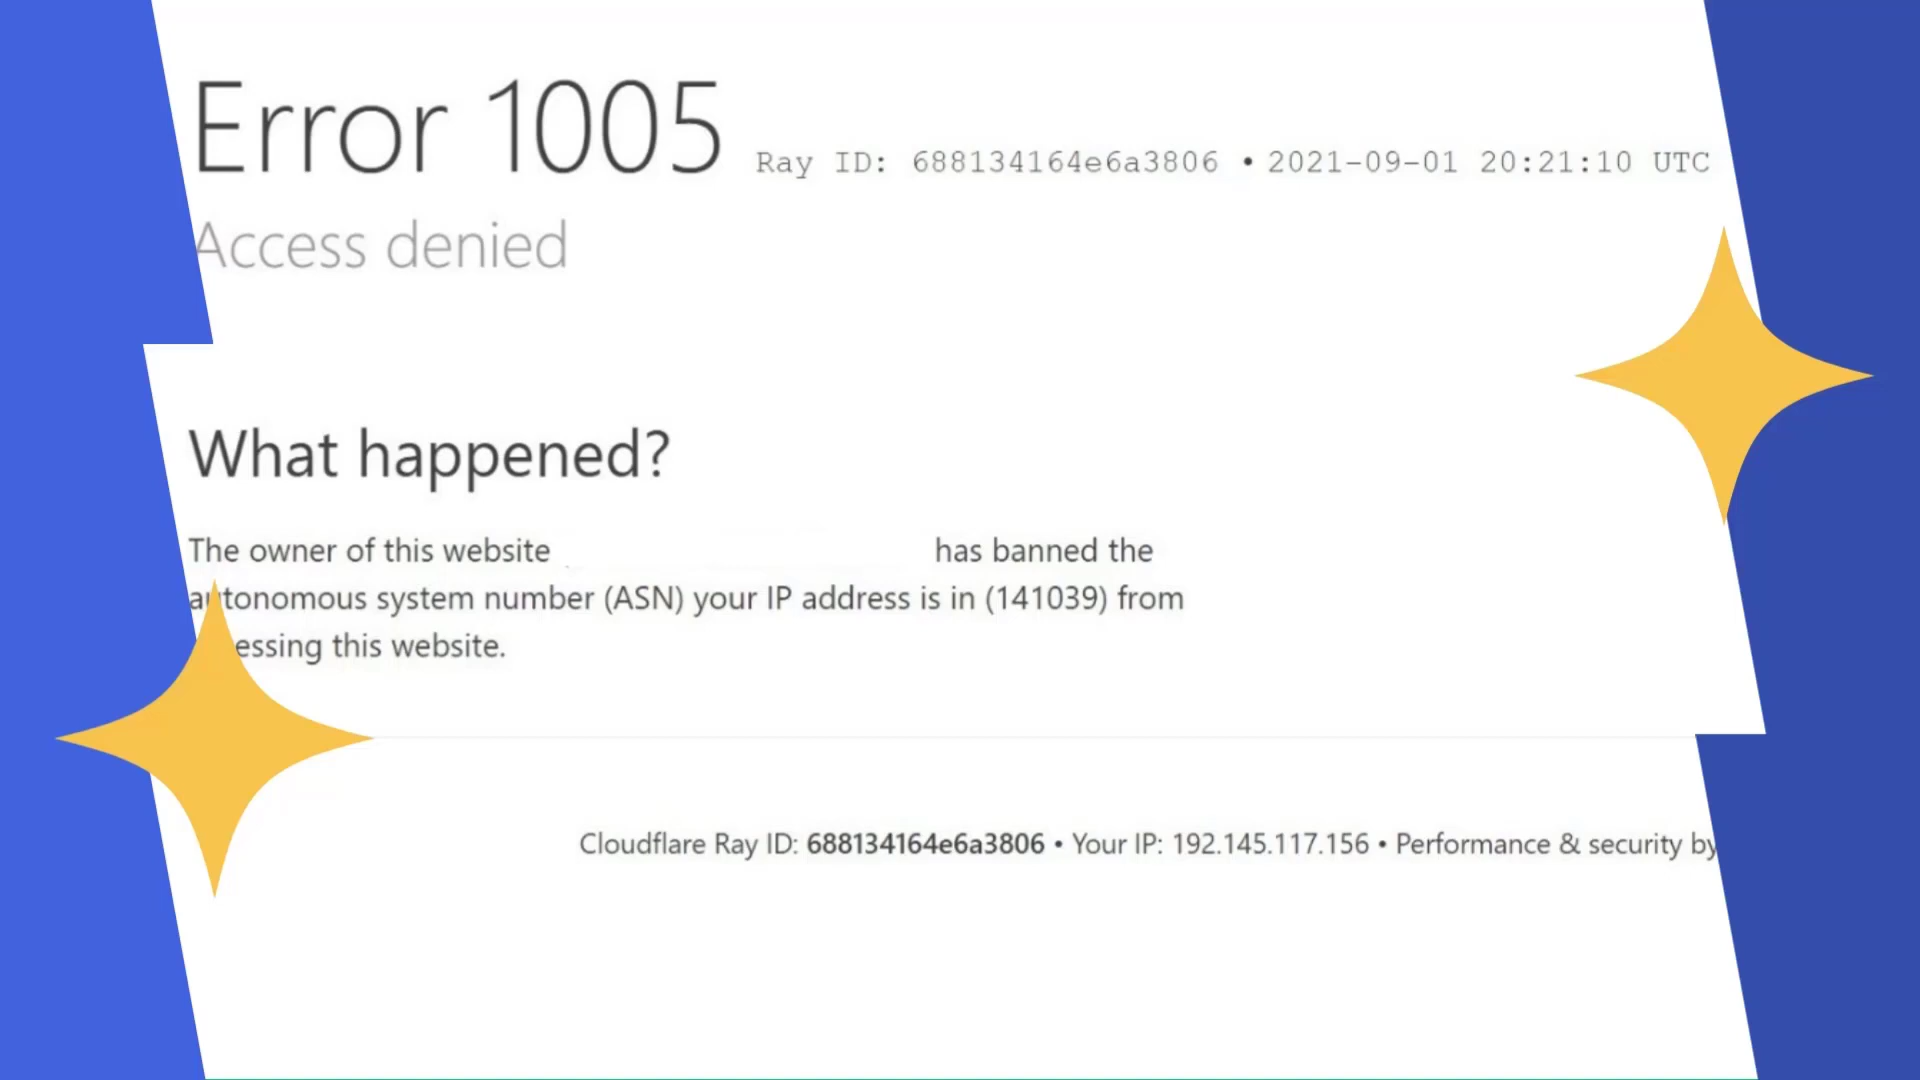 Error 1005 Ray ID: 688134164e6a3806 • 2021-09-01 20:21:10 UTC
Access denied
What happened?
The owner of this website has banned the
autonomous system number (ASN) your IP address is in (141039) from
essing this website.
Cloudflare Ray ID: 688134164e6a3806 • Your IP: 192.145.117.156 • Performance & security by